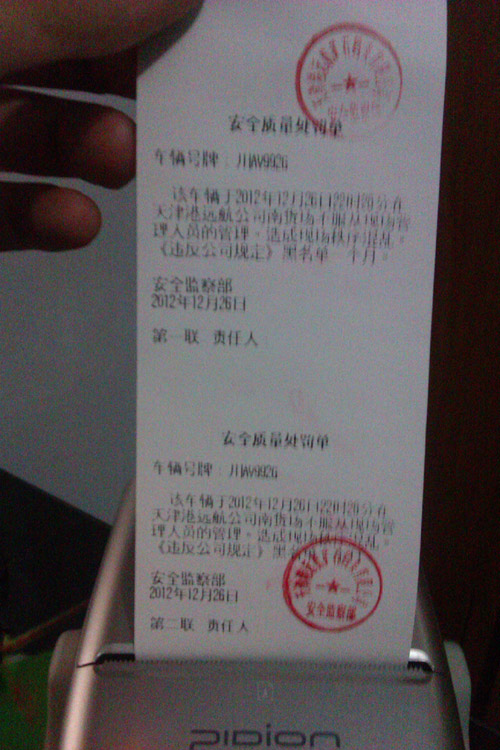 安全质量处罚单
车辆号牌：川AV9926
该车辆于2012年12月26日22时20分在
天津港远航公司南货场不服从现场管
理人员的管理，造成现场秩序混乱。
《违反公司规定》黑名单一个月。
安全监察部
2012年12月26日
第一联 责任人
安全质量处罚单
车辆号牌：川AV9926
该车辆于2012年12月26日22时20分在
天津港远航公司南货场不服从现场管
理人员的管理，造成现场秩序混乱。
《违反公司规定》黑名
安全监察部
2012年12月26日
安全监察部
第二联 责任人
PIDION